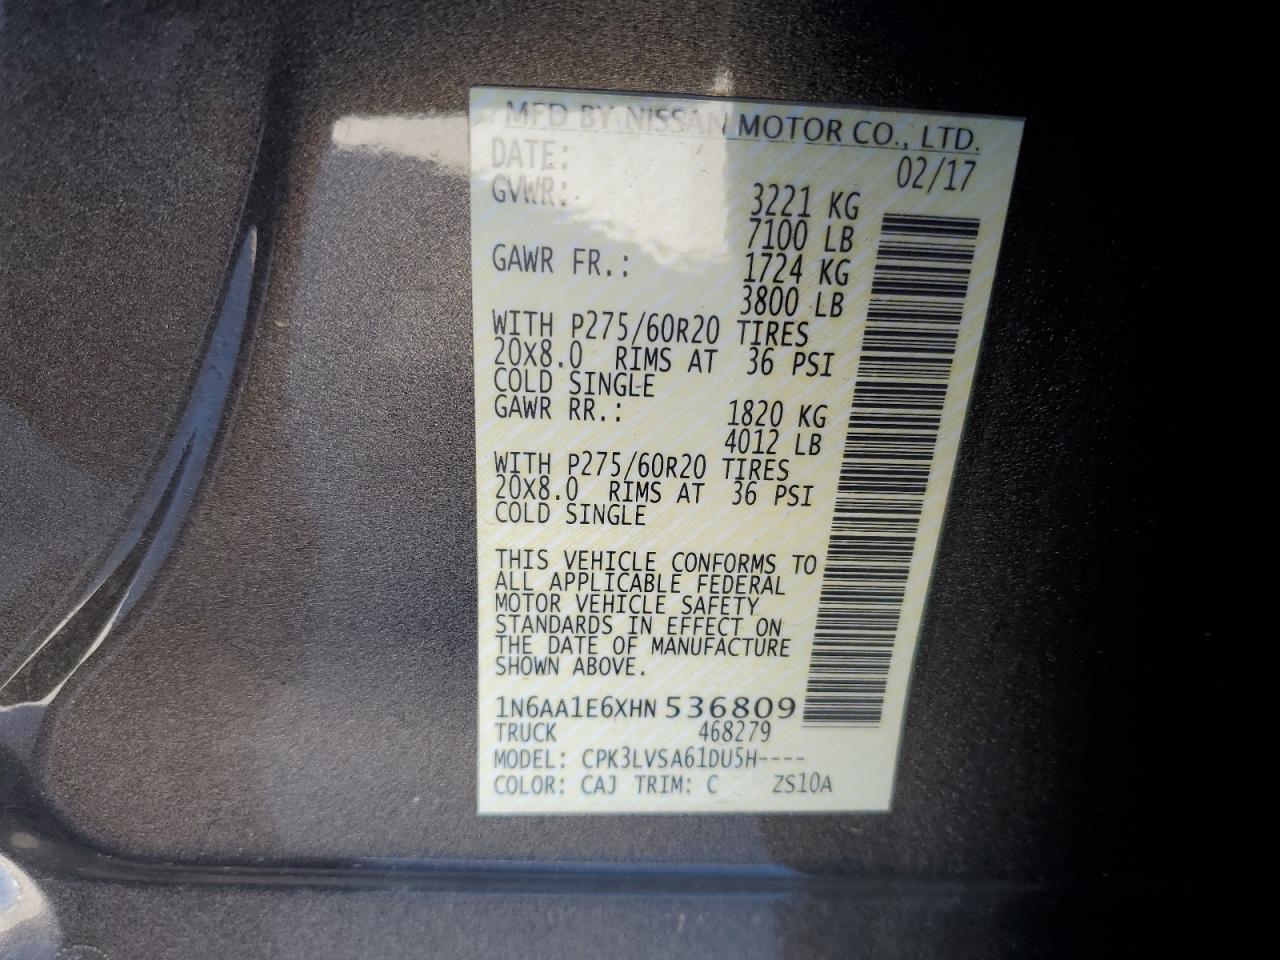 MFD BY NISSAN MOTOR CO., LTD.
DATE: 02/17
GVWR: 3221 KG
7100 LB
GAWR FR.: 1724 KG
3800 LB
WITH P275/60R20 TIRES
20X8.0 RIMS AT 36 PSI
COLD SINGLE
GAWR RR.: 1820 KG
4012 LB
WITH P275/60R20 TIRES
20X8.0 RIMS AT 36 PSI
COLD SINGLE
THIS VEHICLE CONFORMS TO
ALL APPLICABLE FEDERAL
MOTOR VEHICLE SAFETY
STANDARDS IN EFFECT ON
THE DATE OF MANUFACTURE
SHOWN ABOVE.
1N6AA1E6XHN536809
TRUCK 468279
MODEL: CPK3LVSA61DU5H----
COLOR: CAJ TRIM: C ZS10A